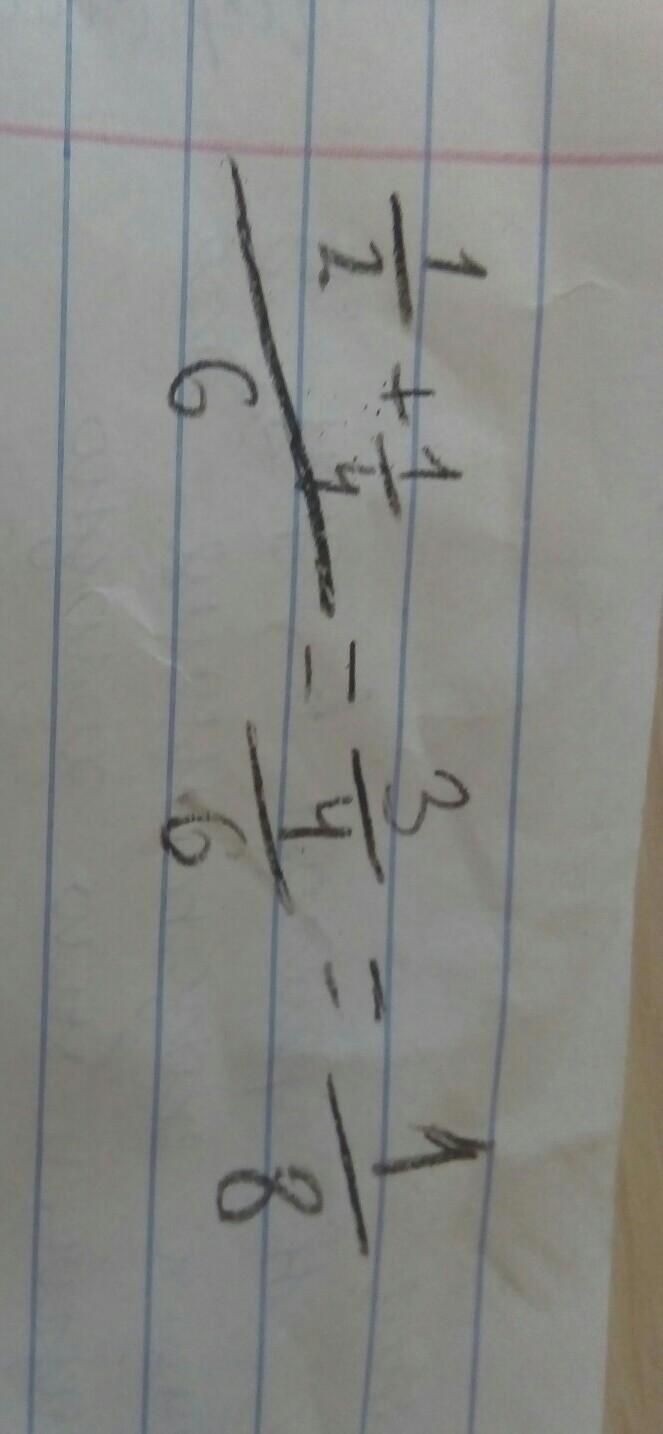 (1/2 + 1/4)/6 = (3/4)/6 = 1/8